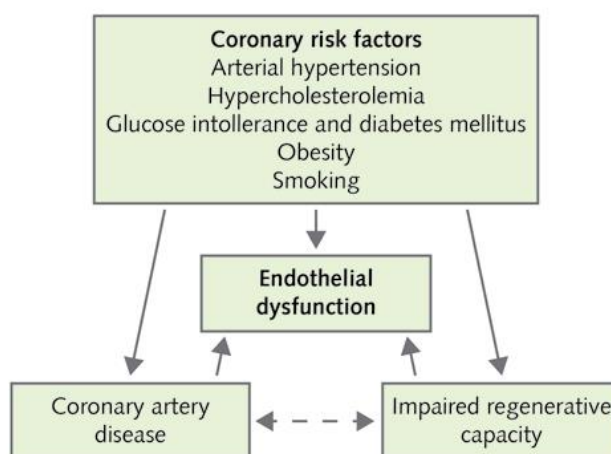 Coronary risk factors
Arterial hypertension
Hypercholesterolemia
Glucose intollerance and diabetes mellitus
Obesity
Smoking
Endothelial
dysfunction
Coronary artery
disease
Impaired regenerative
capacity